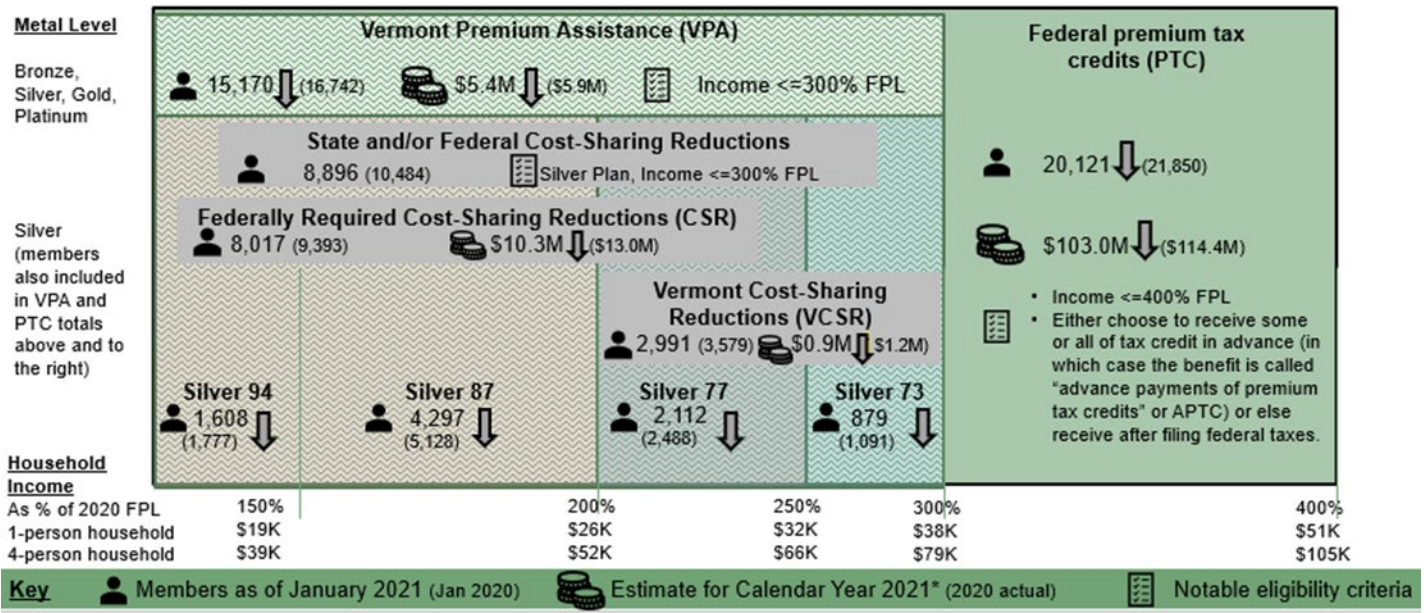 Metal Level
Bronze,
Silver, Gold,
Platinum
Vermont Premium Assistance (VPA)
15,170 (16,742) $5.4M ($5.9M) Income <=300% FPL
State and/or Federal Cost-Sharing Reductions
8,896 (10,484) Silver Plan, Income <=300% FPL
Federally Required Cost-Sharing Reductions (CSR)
8,017 (9,393) $10.3M ($13.0M)
Silver
(members
also included
in VPA and
PTC totals
above and to
the right)
Vermont Cost-Sharing
Reductions (VCSR)
2,991 (3,579) $0.9M $1.2M)
Silver 94
1,608
(1,777)
Silver 87
4,297
(5,128)
Silver 77
2,112
(2,488)
Silver 73
879
(1,091)
Federal premium tax
credits (PTC)
20,121 (21,850)
$103.0M ($114.4M)
• Income <=400% FPL
• Either choose to receive some
or all of tax credit in advance (in
which case the benefit is called
“advance payments of premium
tax credits” or APTC) or else
receive after filing federal taxes.
Household
Income
As % of 2020 FPL 150% 200% 250% 300% 400%
1-person household $19K $26K $32K $38K $51K
4-person household $39K $52K $66K $79K $105K
Key Members as of January 2021 (Jan 2020) Estimate for Calendar Year 2021* (2020 actual) Notable eligibility criteria